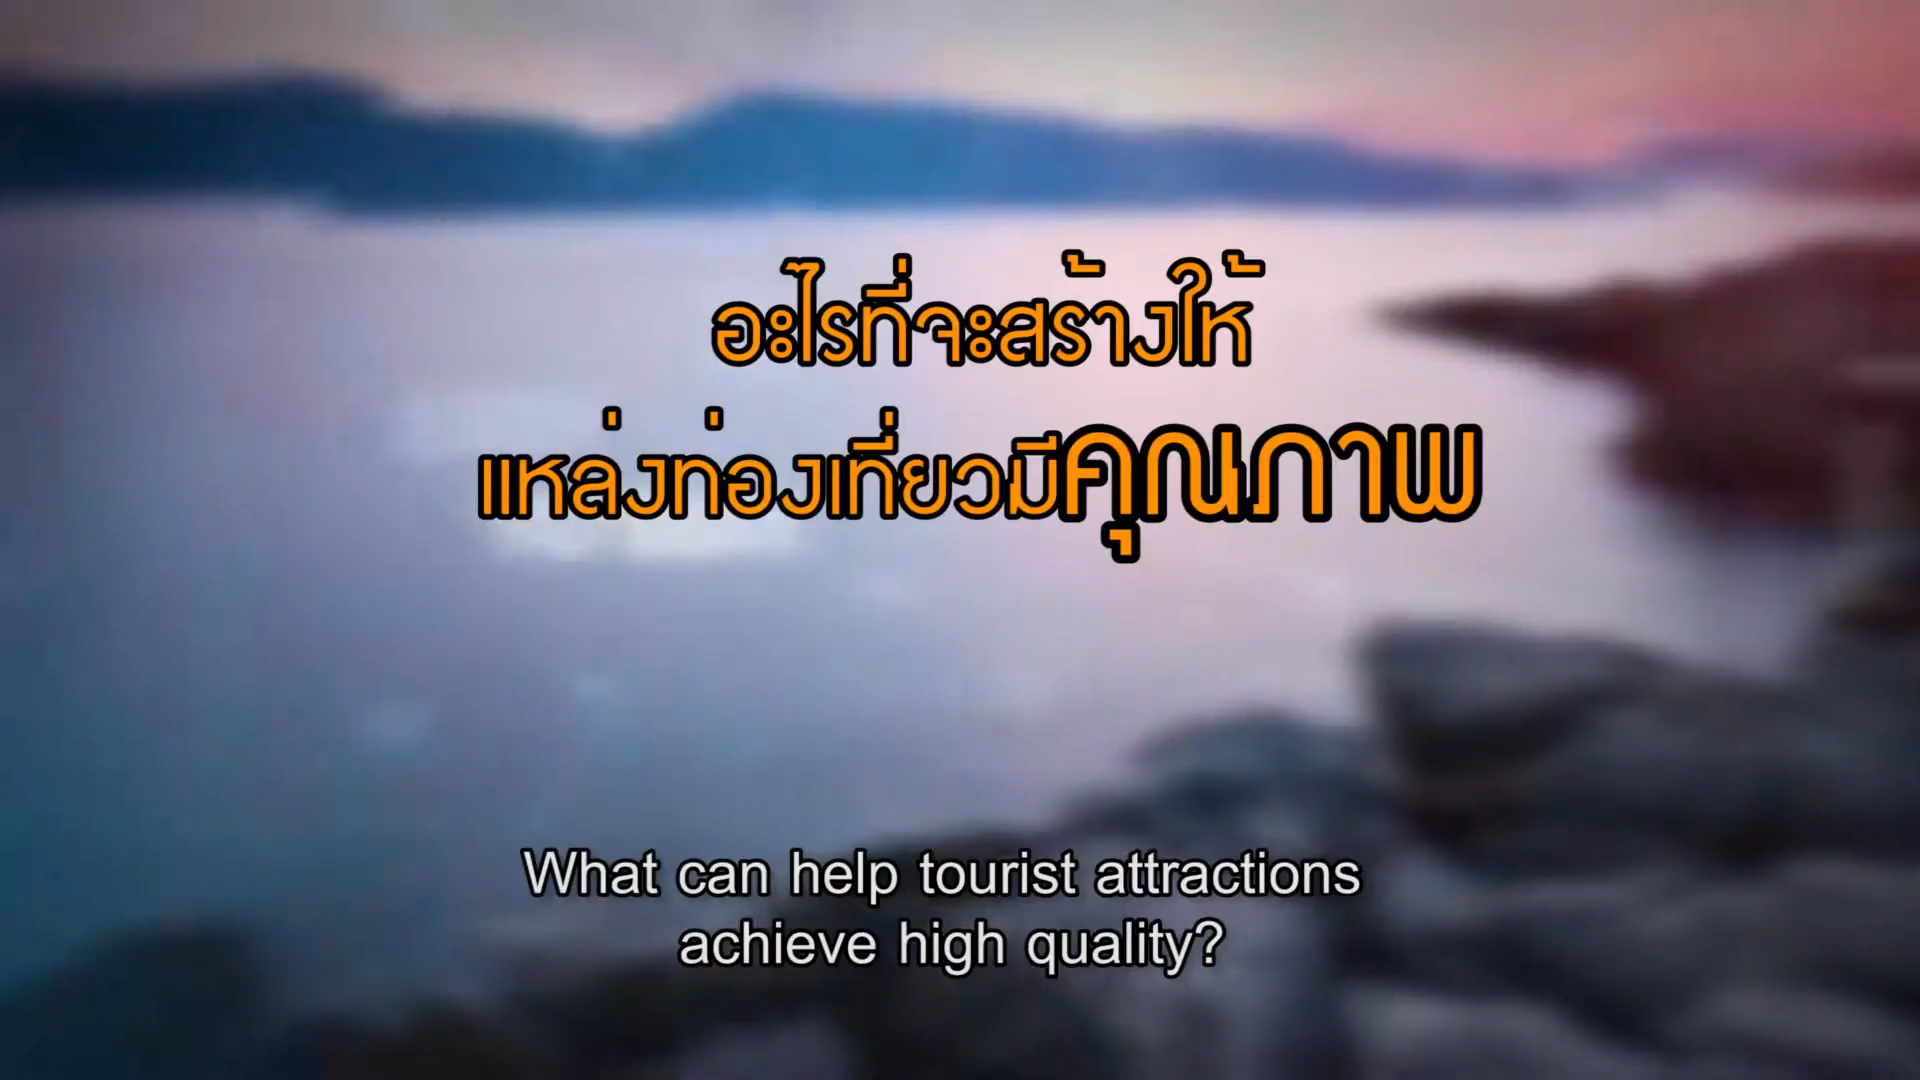 อะไรที่จะสร้างให้
แหล่งท่องเที่ยวมีคุณภาพ
What can help tourist attractions
achieve high quality?